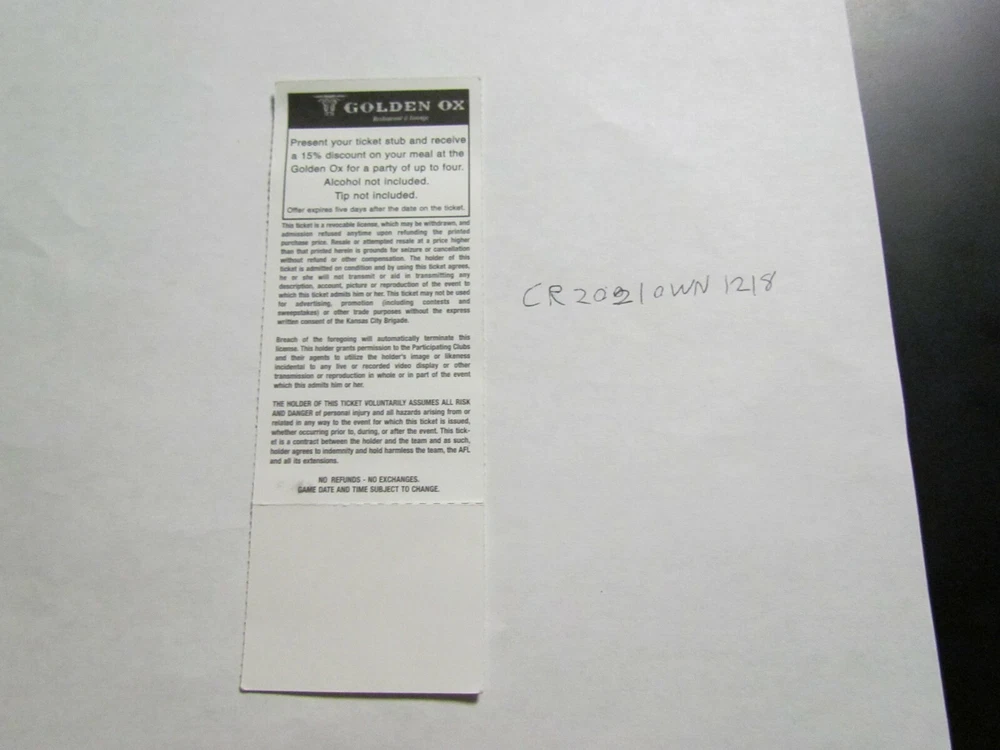 GOLDEN OX
Restaurant & Lounge
Present your ticket stub and receive
a 15% discount on your meal at the
Golden Ox for a party of up to four.
Alcohol not included.
Tip not included.
Offer expires five days after the date on the ticket.
This ticket is a revocable license, which may be withdrawn, and
admission refused anytime upon refunding the printed
purchase price. Resale or attempted resale at a price higher
than that printed herein is grounds for seizure or cancellation
without refund or other compensation. The holder of this
ticket is admitted on condition and by using this ticket agrees,
he or she will not transmit or aid in transmitting any
description, account, picture or reproduction of the event to
which this ticket admits him or her. This ticket may not be used
for advertising, promotion (including contests and
sweepstakes) or other trade purposes without the express
written consent of the Kansas City Brigade.
Breach of the foregoing will automatically terminate this
license. This holder grants permission to the Participating Clubs
and their agents to utilize the holder's image or likeness
incidental to any live or recorded video display or other
transmission or reproduction in whole or in part of the event
which this admits him or her.
THE HOLDER OF THIS TICKET VOLUNTARILY ASSUMES ALL RISK
AND DANGER of personal injury and all hazards arising from or
related in any way to the event for which this ticket is issued,
whether occurring prior to, during, or after the event. This tick-
et is a contract between the holder and the team and as such,
holder agrees to indemnity and hold harmless the team, the AFL
and all its extensions.
NO REFUNDS - NO EXCHANGES.
GAME DATE AND TIME SUBJECT TO CHANGE.
CR20210WN1218